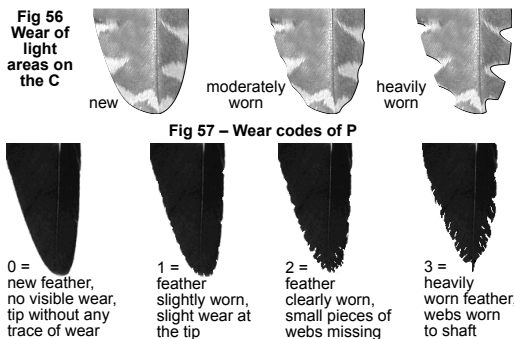 Fig 56
Wear of
light
areas on
the C
new
moderately
worn
heavily
worn
Fig 57 – Wear codes of P
0 =
new feather,
no visible wear,
tip without any
trace of wear
1 =
feather
slightly worn,
slight wear at
the tip
2 =
feather
clearly worn,
small pieces of
webs missing
3 =
heavily
worn feather,
webs worn
to shaft